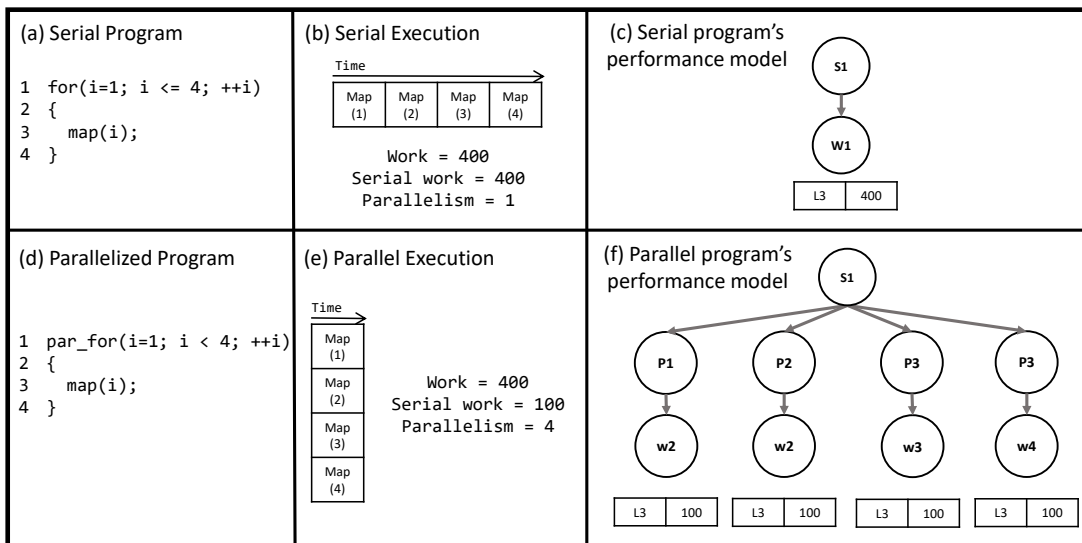 (a) Serial Program
1 for(i=1; i <= 4; ++i)
2 {
3 map(i);
4 }
(b) Serial Execution
Time
Map Map Map Map
(1) (2) (3) (4)
Work = 400
Serial work = 400
Parallelism = 1
(c) Serial program’s
performance model
S1
W1
L3 400
(d) Parallelized Program
1 par_for(i=1; i < 4; ++i)
2 {
3 map(i);
4 }
(e) Parallel Execution
Time
Map
(1)
Map
(2)
Map
(3)
Map
(4)
Work = 400
Serial work = 100
Parallelism = 4
(f) Parallel program’s
performance model
S1
P1 P2 P3 P3
w2 w2 w3 w4
L3 100 L3 100 L3 100 L3 100